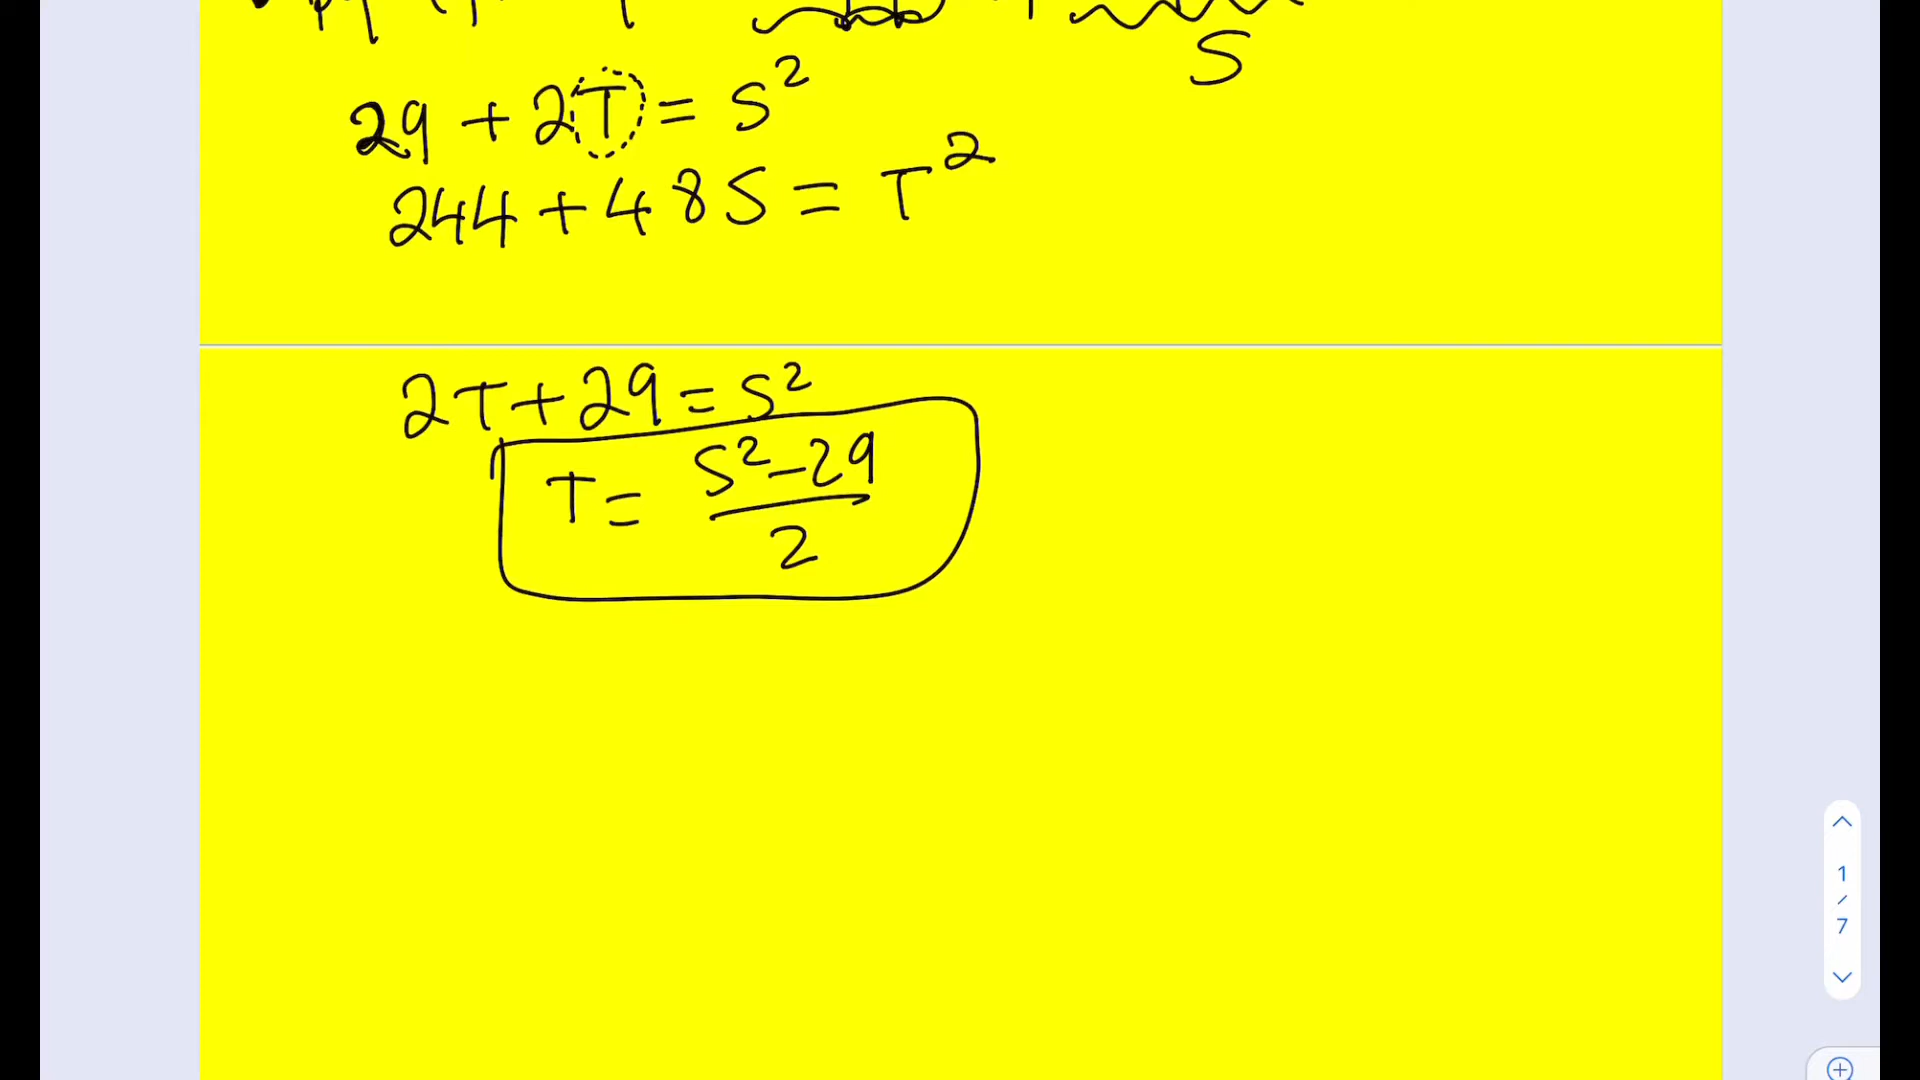 S
29 + 2T = S²
244 + 48S = T²
2T + 29 = S²
T = (S² - 29)/2
1
/
7